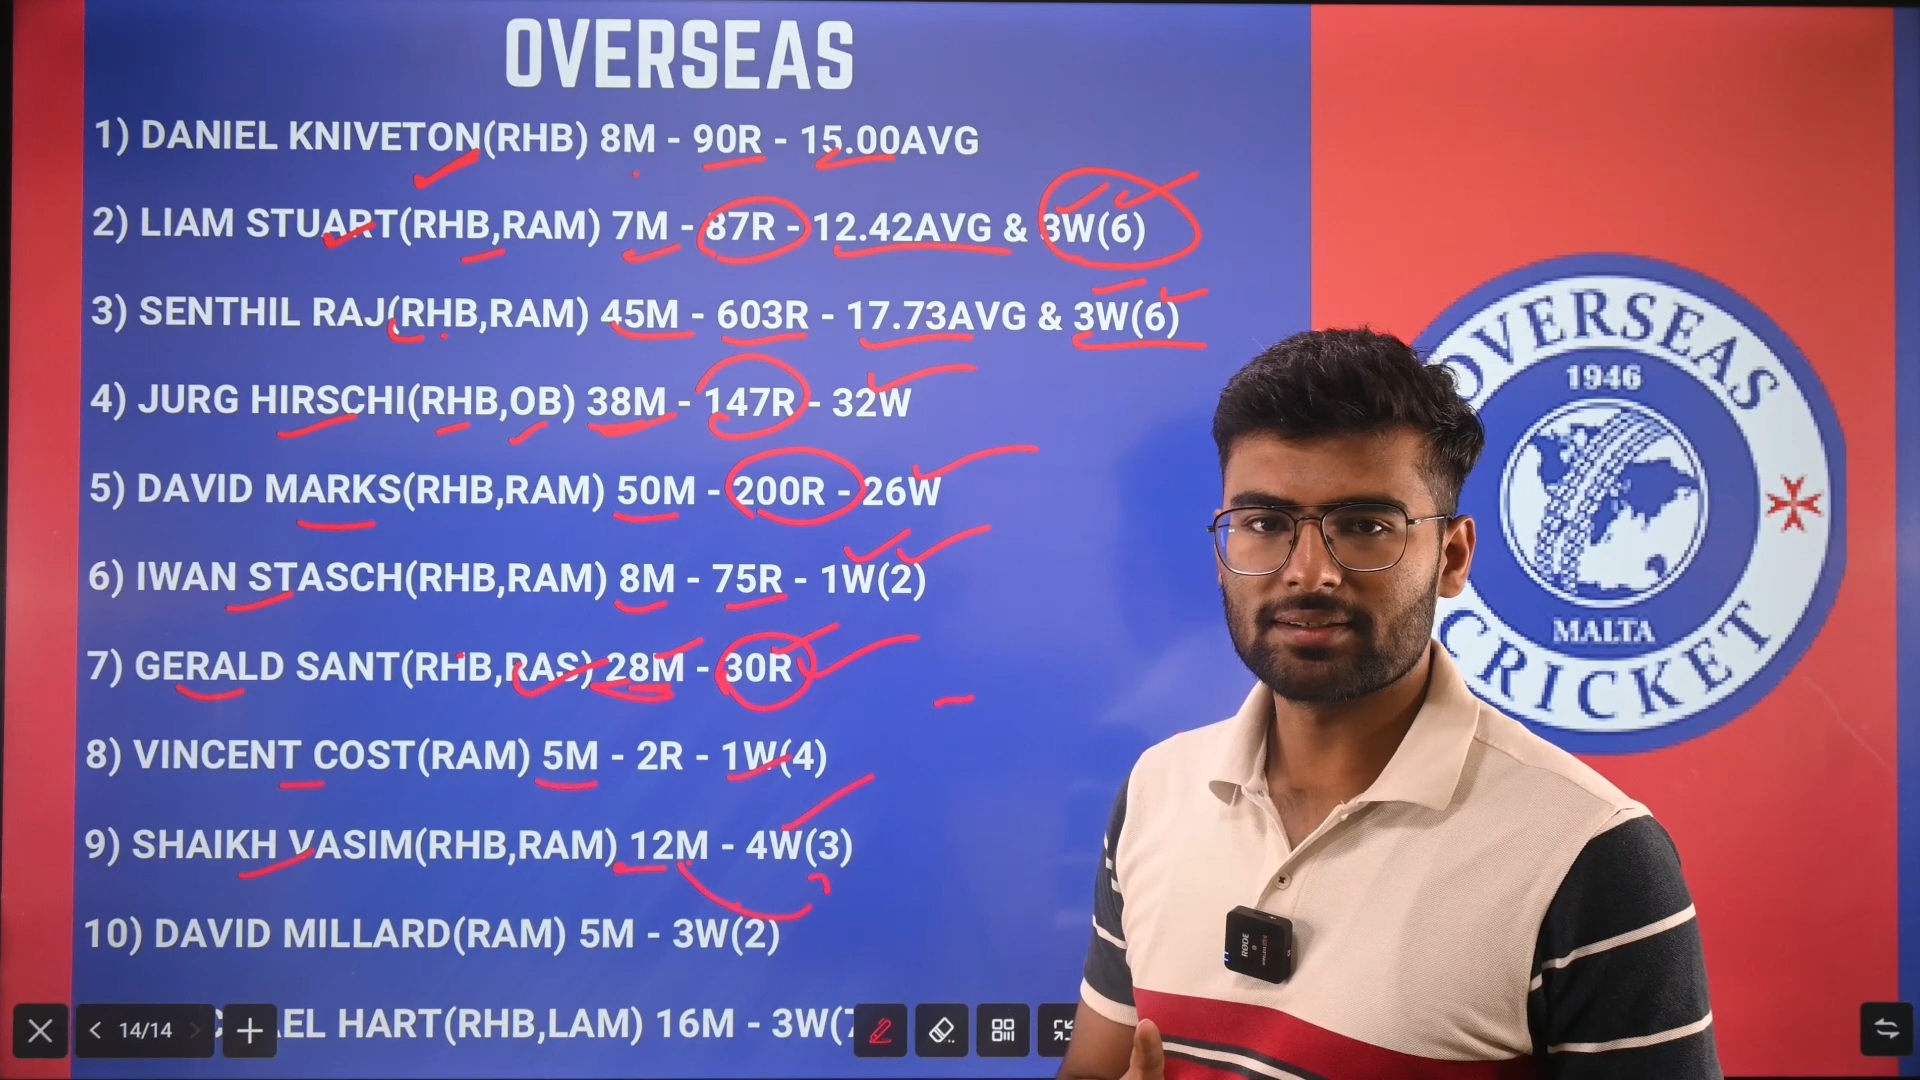 OVERSEAS
1) DANIEL KNIVETON(RHB) 8M - 90R - 15.00AVG
2) LIAM STUART(RHB,RAM) 7M - 87R - 12.42AVG & 3W(6)
3) SENTHIL RAJ(RHB,RAM) 45M - 603R - 17.73AVG & 3W(6)
4) JURG HIRSCHI(RHB,OB) 38M - 147R - 32W
5) DAVID MARKS(RHB,RAM) 50M - 200R - 26W
6) IWAN STASCH(RHB,RAM) 8M - 75R - 1W(2)
7) GERALD SANT(RHB,RAS) 28M - 30R
8) VINCENT COST(RAM) 5M - 2R - 1W(4)
9) SHAIKH VASIM(RHB,RAM) 12M - 4W(3)
10) DAVID MILLARD(RAM) 5M - 3W(2)
HART(RHB,LAM) 16M - 3W(7
14/14
OVERSEAS
1946
MALTA
CRICKET
RØDE